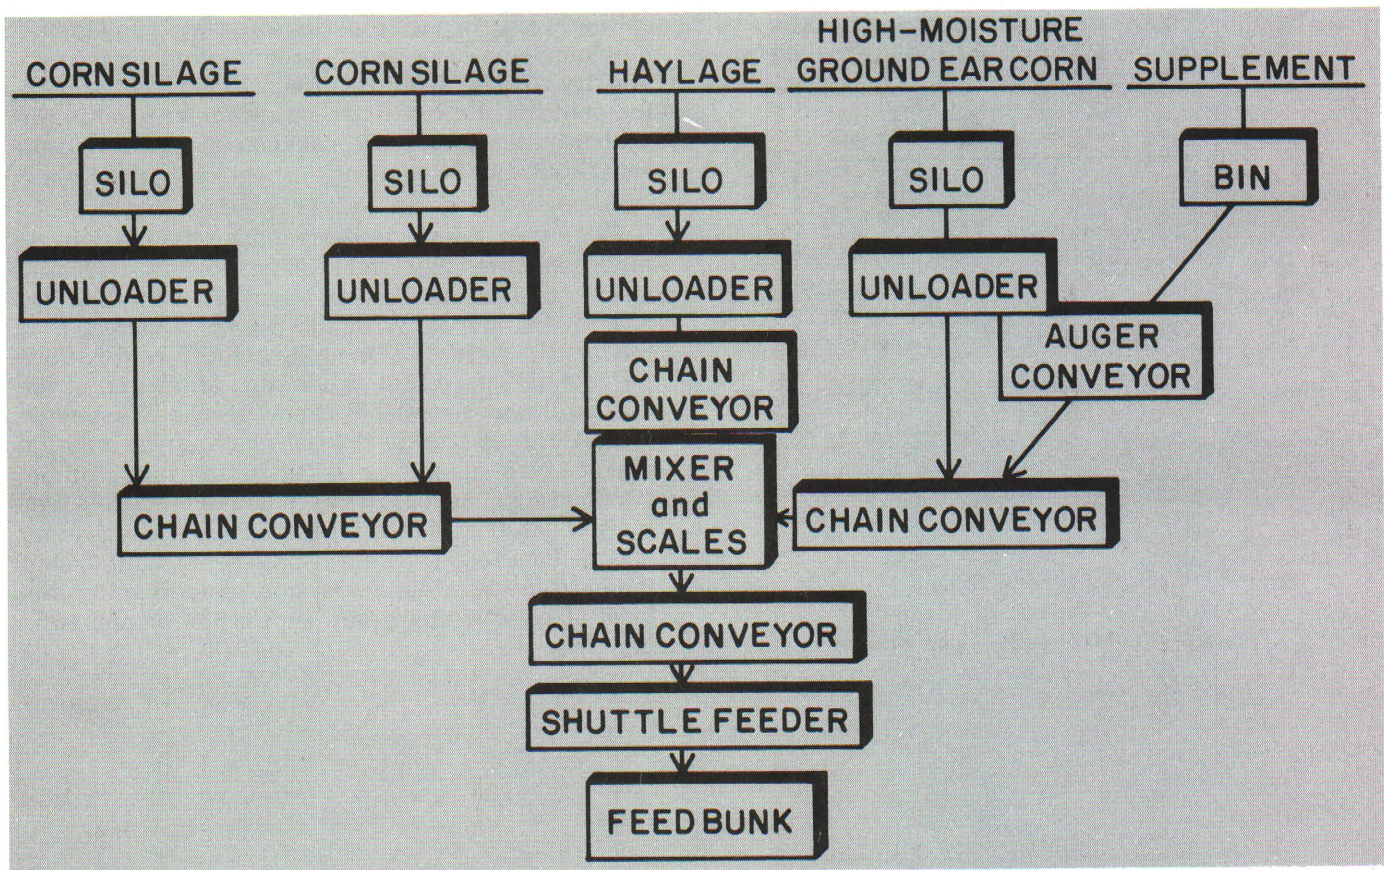 CORN SILAGE
CORN SILAGE
HAYLAGE
HIGH-MOISTURE
GROUND EAR CORN
SUPPLEMENT
SILO
SILO
SILO
SILO
BIN
UNLOADER
UNLOADER
UNLOADER
UNLOADER
AUGER
CONVEYOR
CHAIN
CONVEYOR
CHAIN CONVEYOR
MIXER
and
SCALES
CHAIN CONVEYOR
CHAIN CONVEYOR
SHUTTLE FEEDER
FEED BUNK